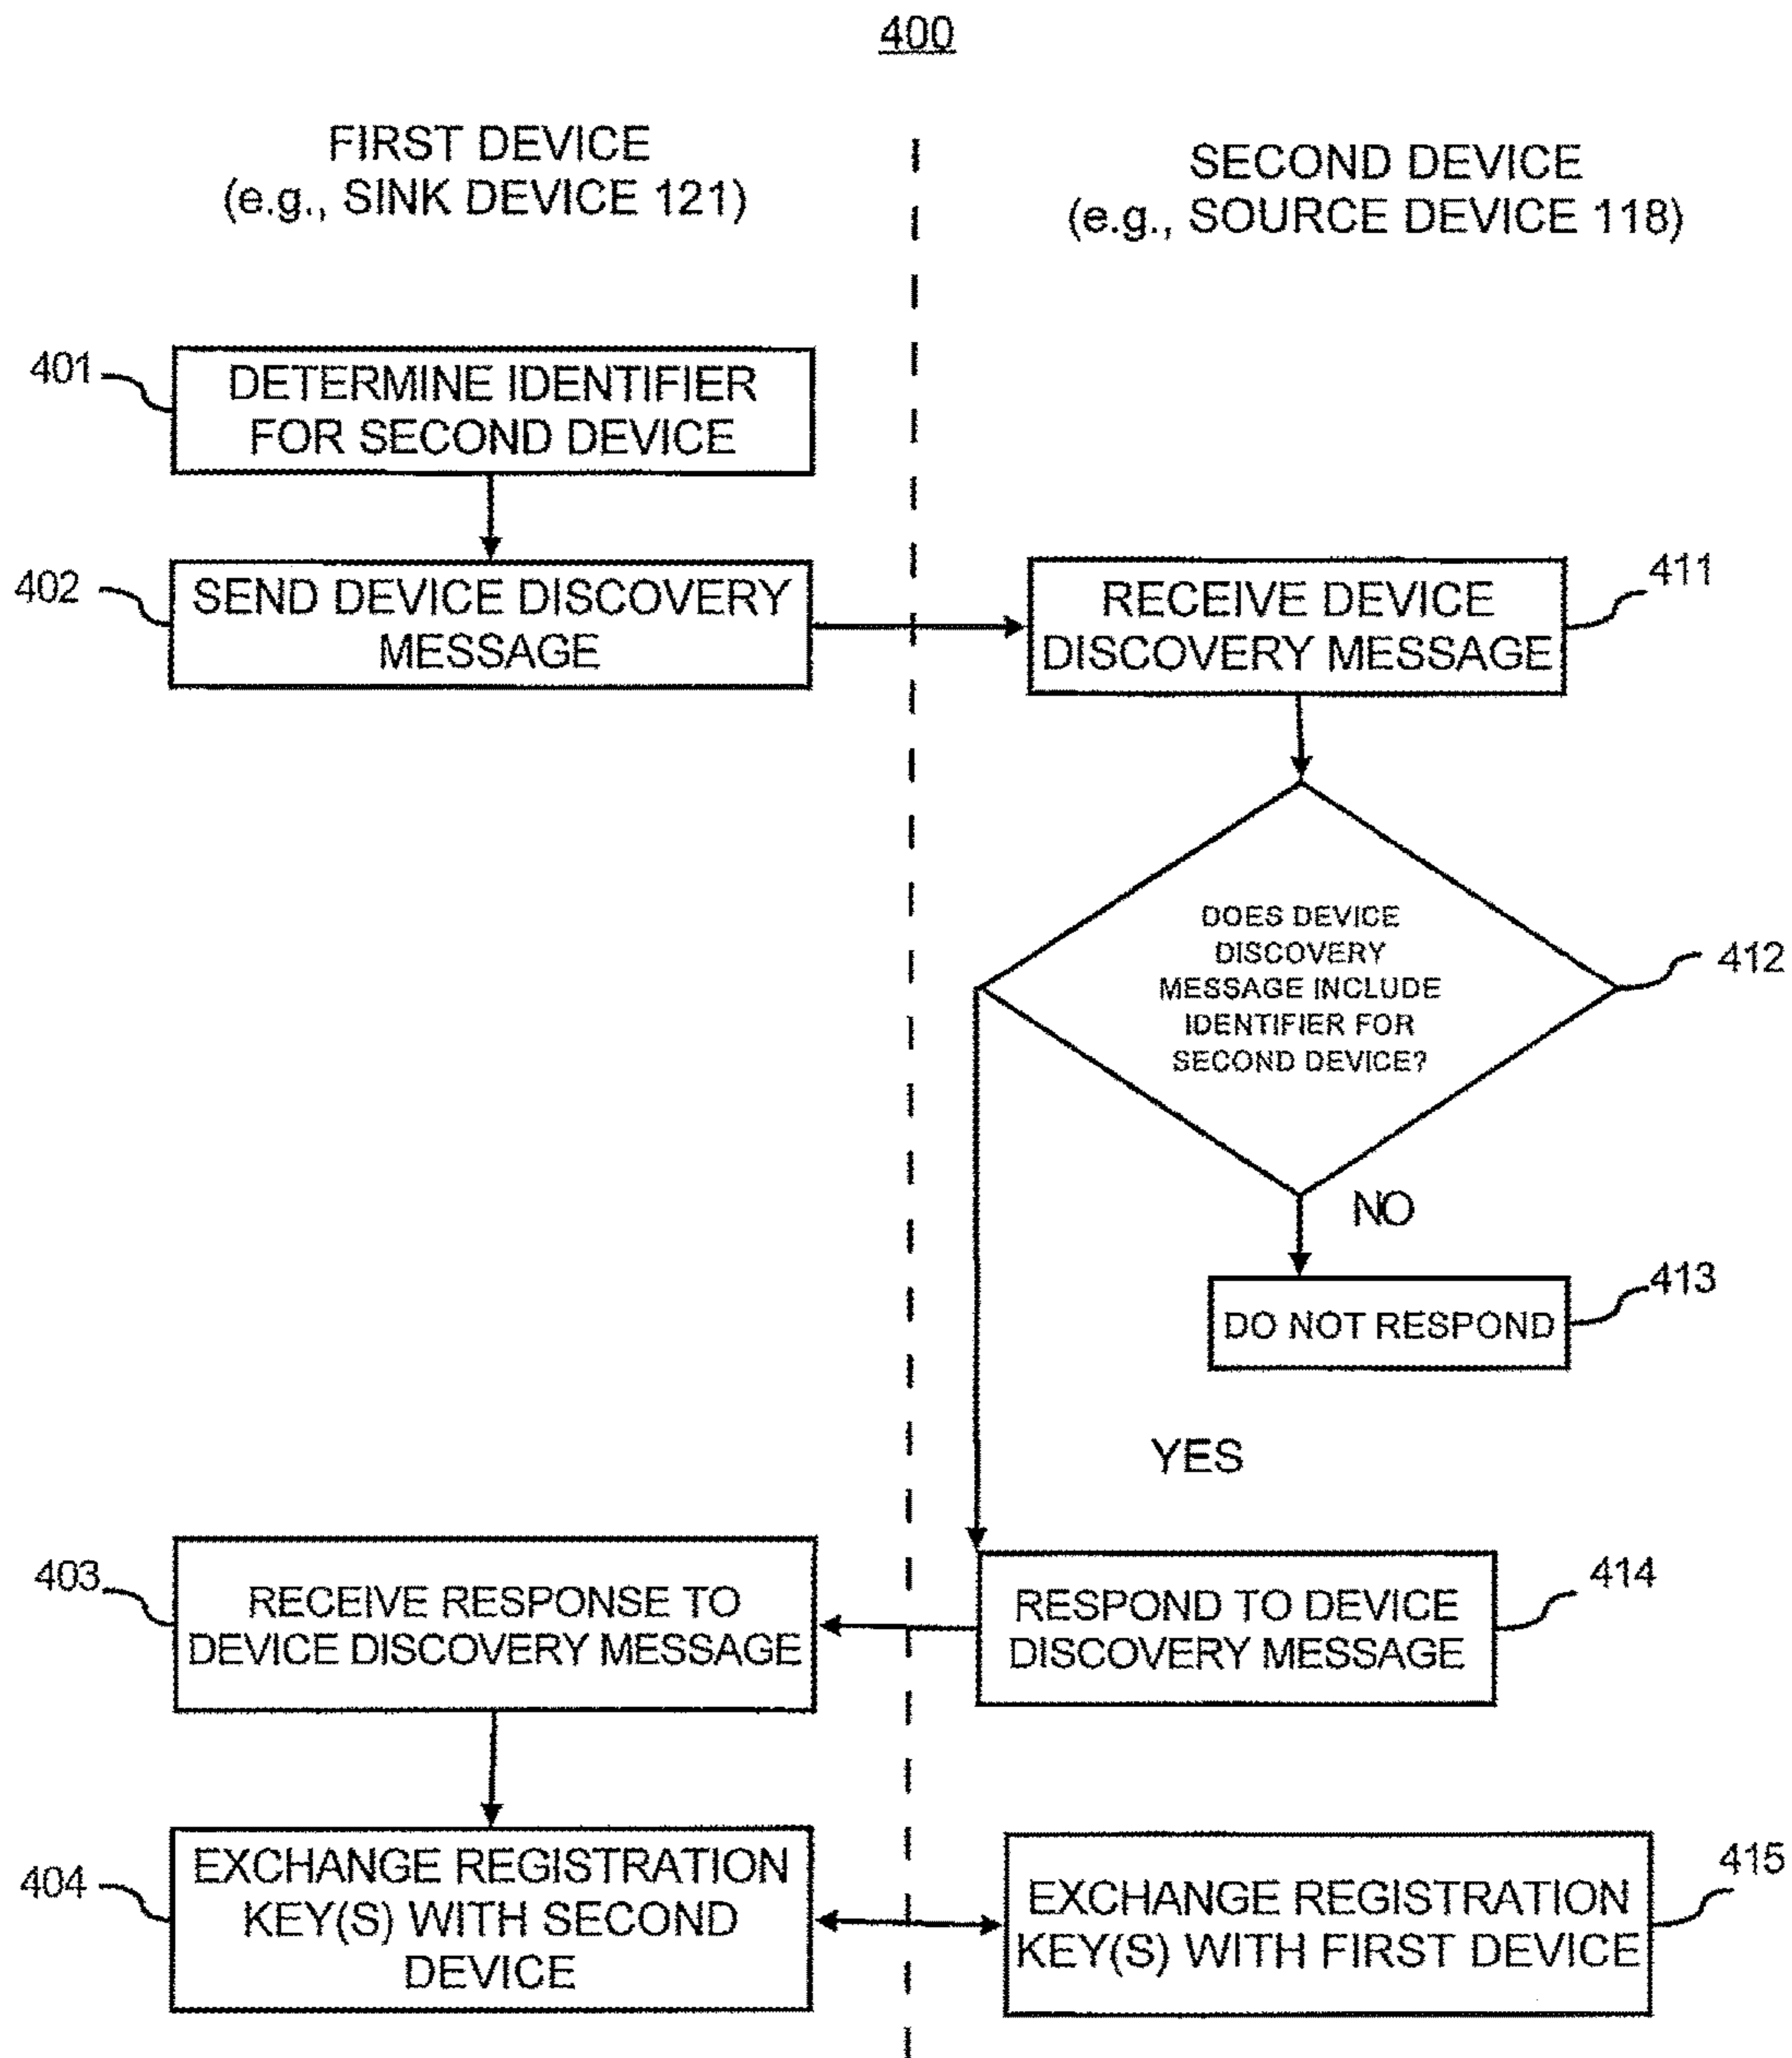 400
FIRST DEVICE
(e.g., SINK DEVICE 121)
SECOND DEVICE
(e.g., SOURCE DEVICE 118)
401
DETERMINE IDENTIFIER
FOR SECOND DEVICE
402
SEND DEVICE DISCOVERY
MESSAGE
RECEIVE DEVICE
DISCOVERY MESSAGE
411
DOES DEVICE
DISCOVERY
MESSAGE INCLUDE
IDENTIFIER FOR
SECOND DEVICE?
412
NO
DO NOT RESPOND
413
YES
403
RECEIVE RESPONSE TO
DEVICE DISCOVERY MESSAGE
RESPOND TO DEVICE
DISCOVERY MESSAGE
414
404
EXCHANGE REGISTRATION
KEY(S) WITH SECOND
DEVICE
EXCHANGE REGISTRATION
KEY(S) WITH FIRST DEVICE
415